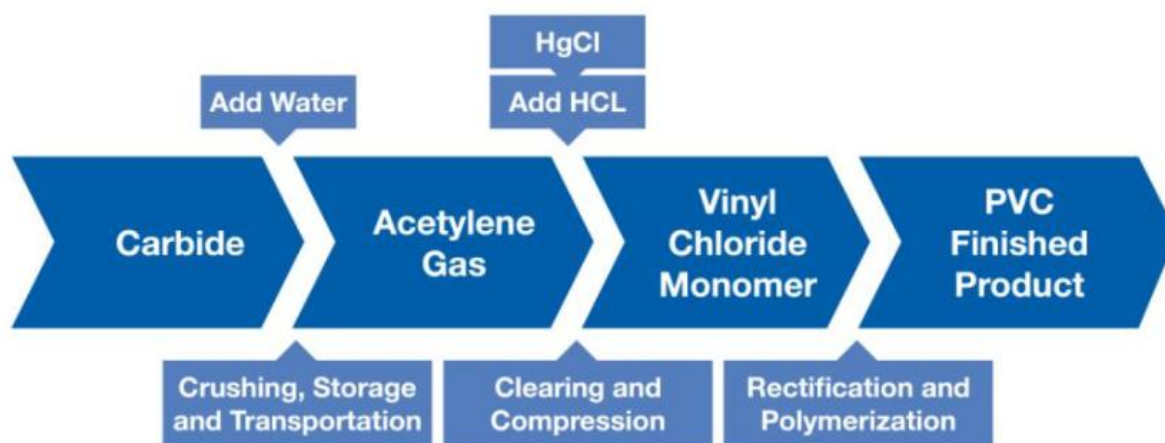 HgCl
Add Water
Add HCL
Carbide
Acetylene
Gas
Vinyl
Chloride
Monomer
PVC
Finished
Product
Crushing, Storage
and Transportation
Clearing and
Compression
Rectification and
Polymerization